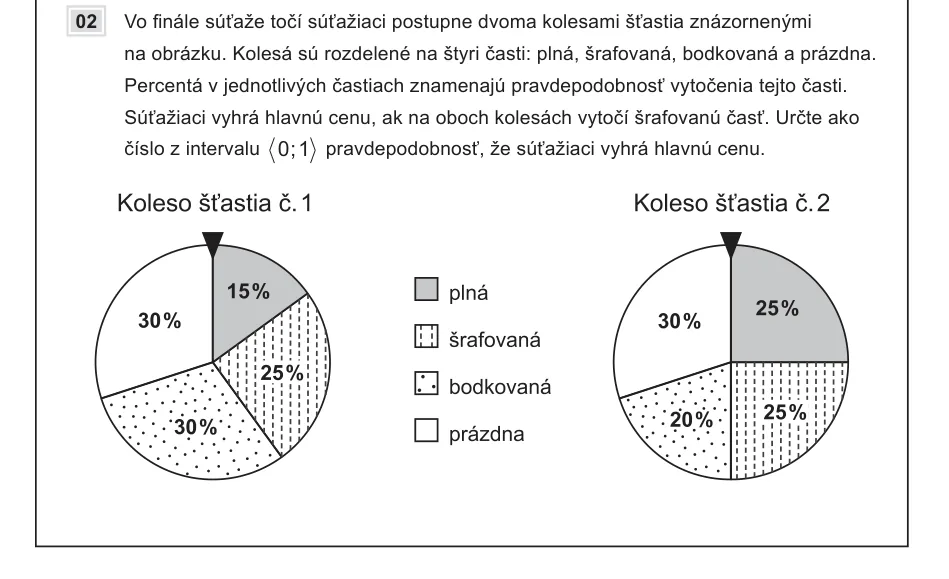 02 Vo finále súťaže točí súťažiaci postupne dvoma kolesami šťastia znázornenými
na obrázku. Kolesá sú rozdelené na štyri časti: plná, šrafovaná, bodkovaná a prázdna.
Percentá v jednotlivých častiach znamenajú pravdepodobnosť vytočenia tejto časti.
Súťažiaci vyhrá hlavnú cenu, ak na oboch kolesách vytočí šrafovanú časť. Určte ako
číslo z intervalu ⟨0;1⟩ pravdepodobnosť, že súťažiaci vyhrá hlavnú cenu.
Koleso šťastia č. 1
15%
30%
25%
30%
plná
šrafovaná
bodkovaná
prázdna
Koleso šťastia č. 2
25%
30%
20%
25%